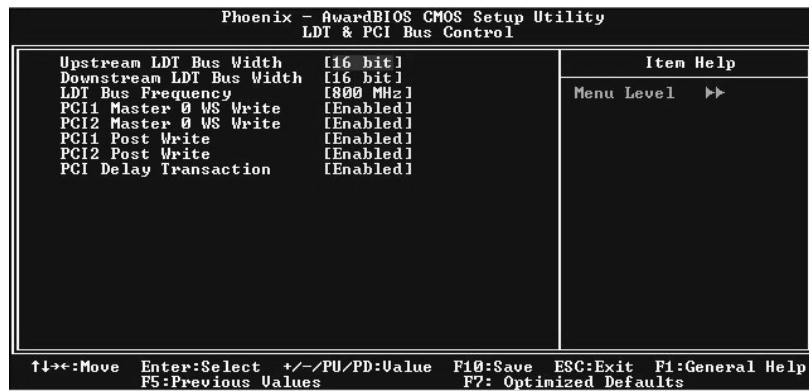 Phoenix - AwardBIOS CMOS Setup Utility
LDT & PCI Bus Control
Upstream LDT Bus Width [16 bit]
Downstream LDT Bus Width [16 bit]
LDT Bus Frequency [800 MHz]
PCI1 Master 0 WS Write [Enabled]
PCI2 Master 0 WS Write [Enabled]
PCI1 Post Write [Enabled]
PCI2 Post Write [Enabled]
PCI Delay Transaction [Enabled]
Item Help
Menu Level ▸▸
↑↓→←:Move Enter:Select +/-/PU/PD:Value F10:Save ESC:Exit F1:General Help
F5:Previous Values F7: Optimized Defaults